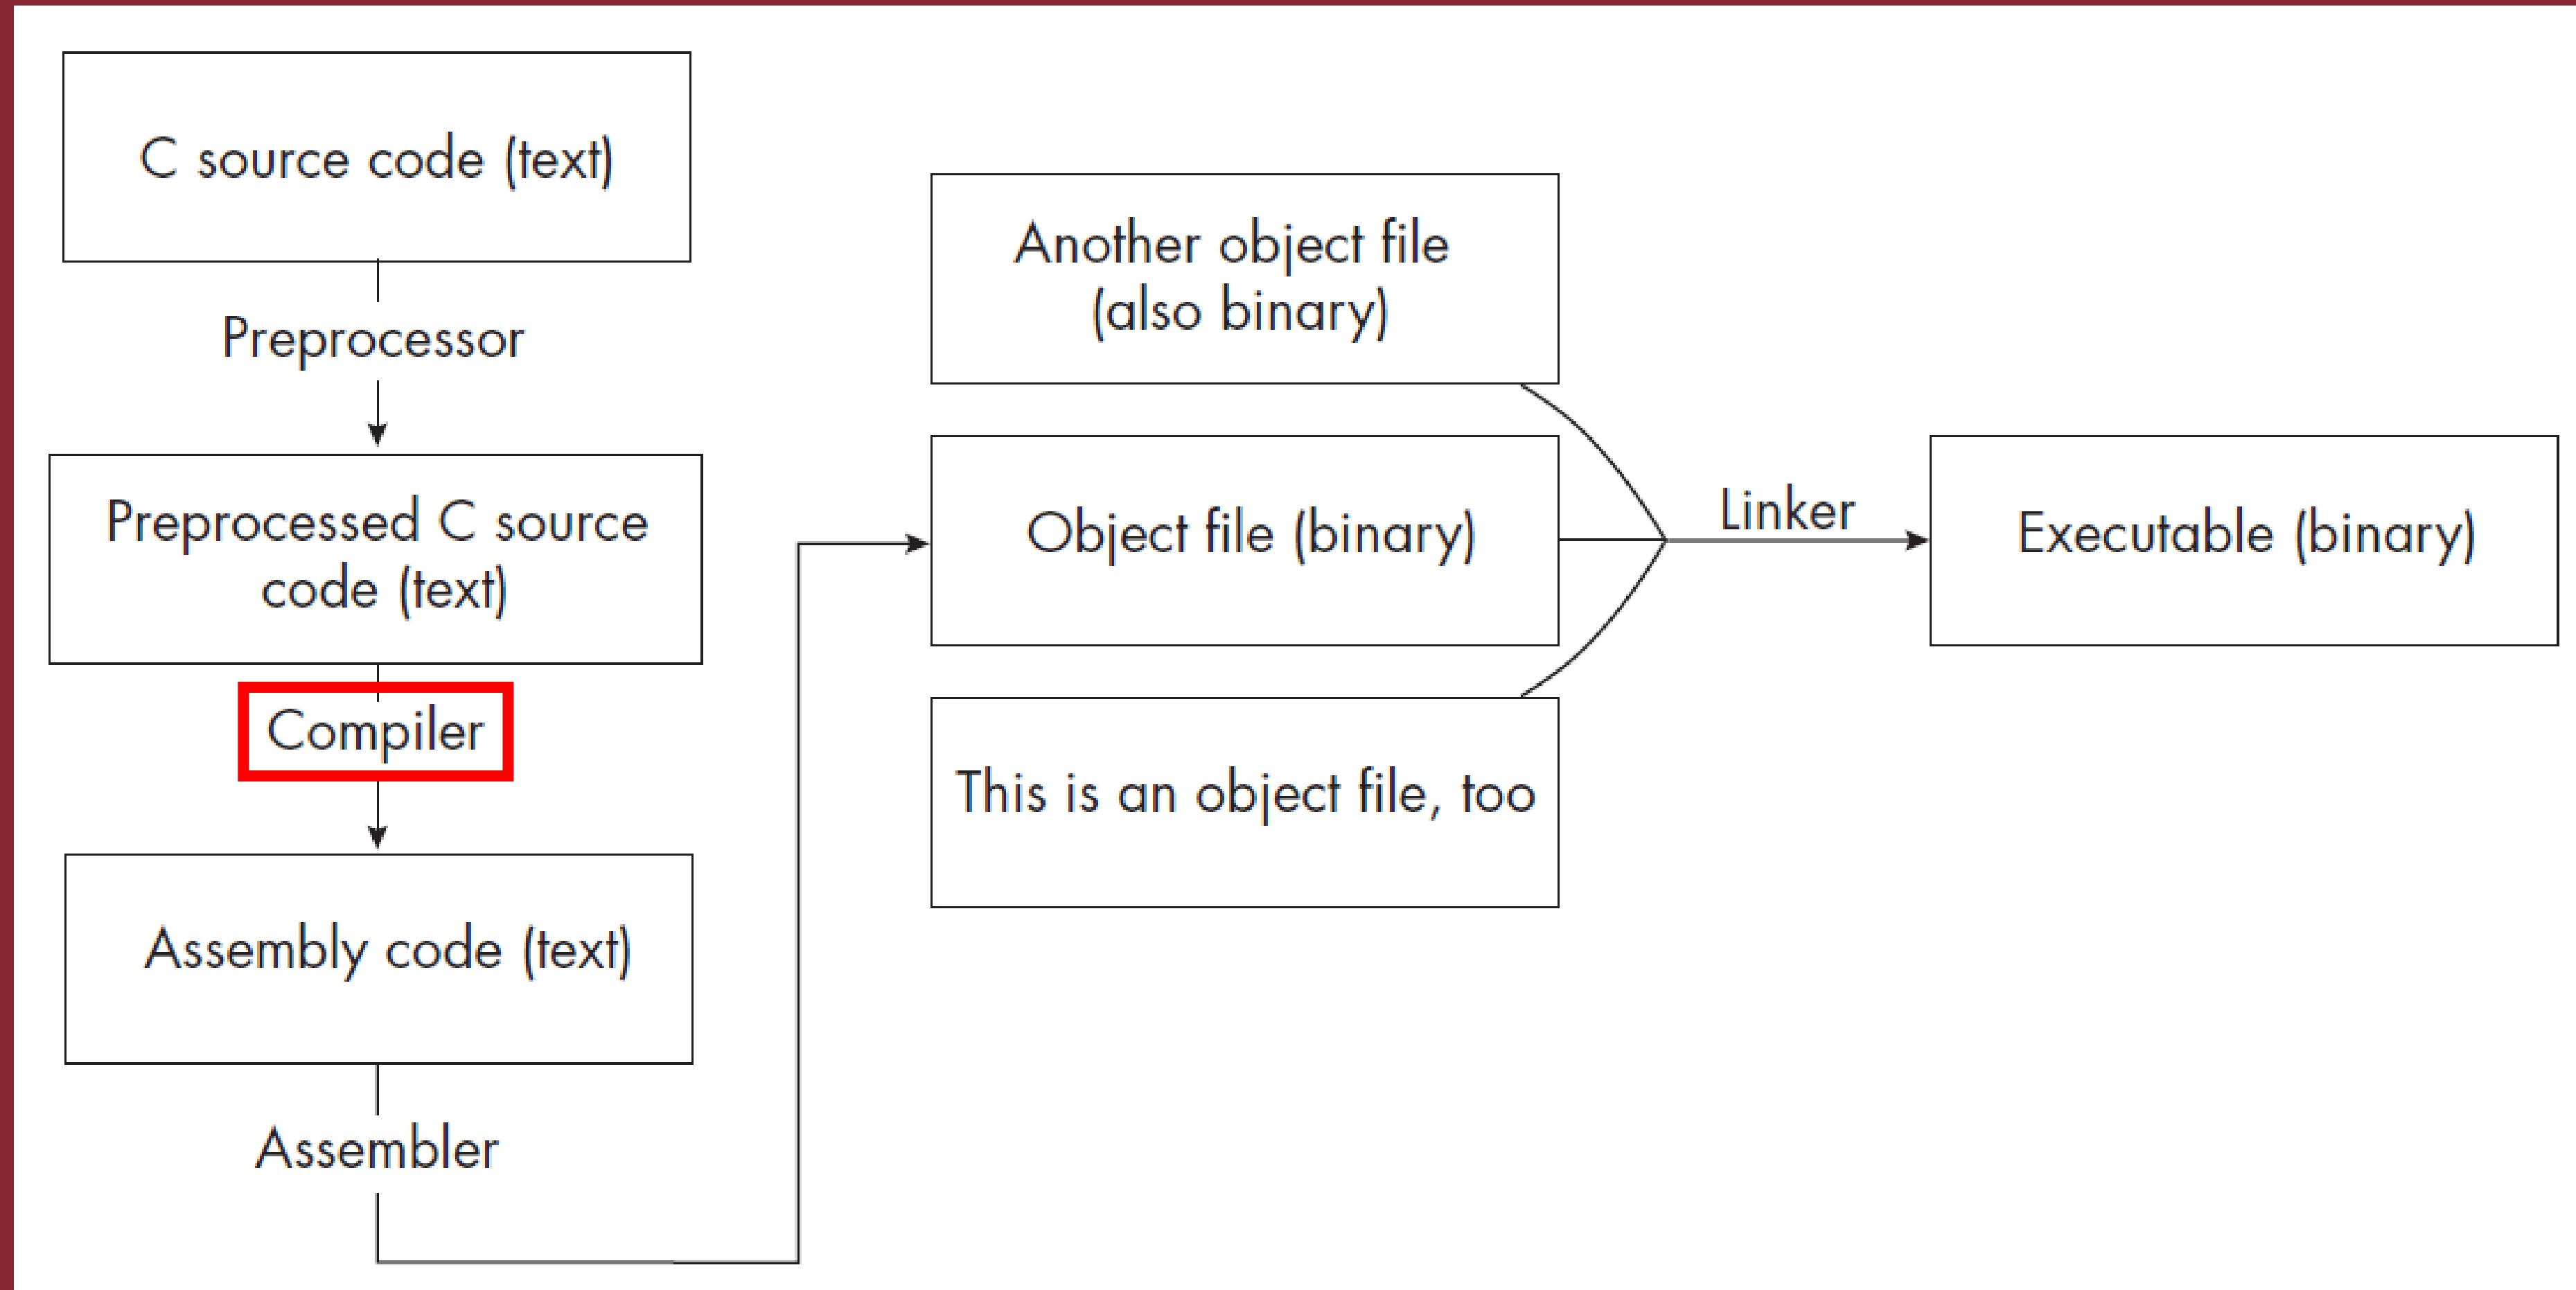 C source code (text)
Preprocessor
Preprocessed C source
code (text)
Compiler
Assembly code (text)
Assembler
Another object file
(also binary)
Object file (binary)
This is an object file, too
Linker
Executable (binary)